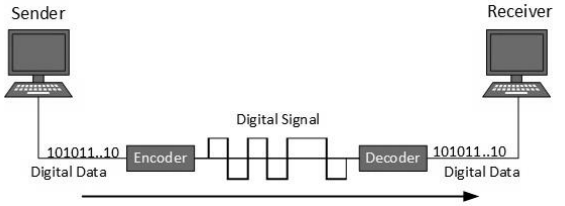 Sender
Receiver
Digital Signal
101011..10
Encoder
Decoder
101011..10
Digital Data
Digital Data